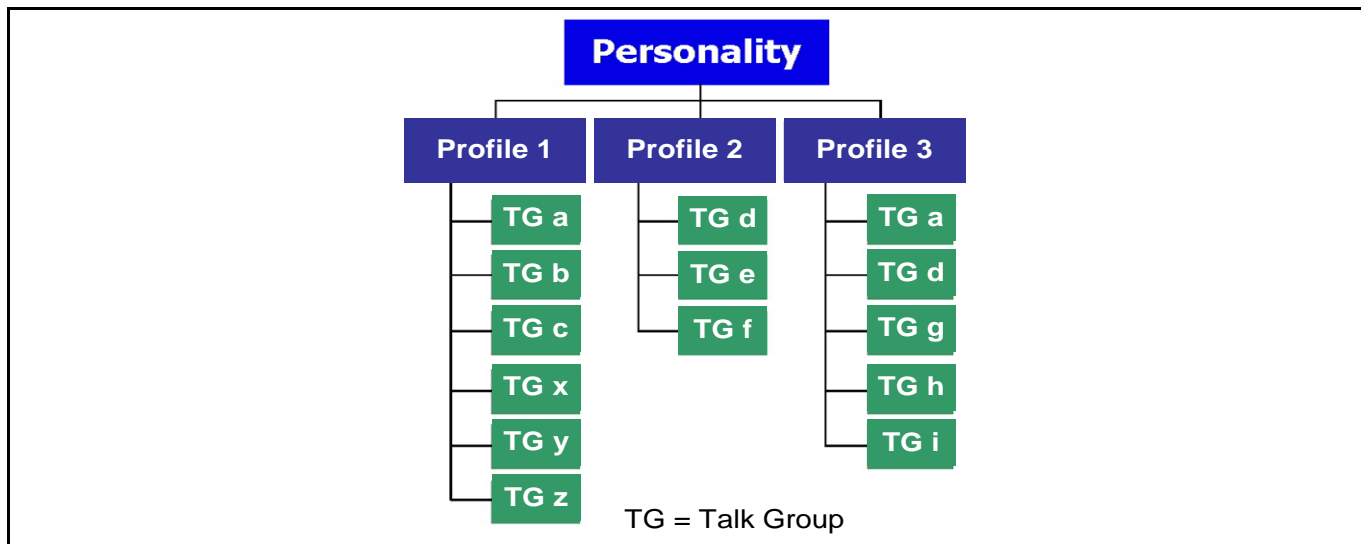 Personality
Profile 1
Profile 2
Profile 3
TG a
TG b
TG c
TG x
TG y
TG z
TG d
TG e
TG f
TG a
TG d
TG g
TG h
TG i
TG = Talk Group